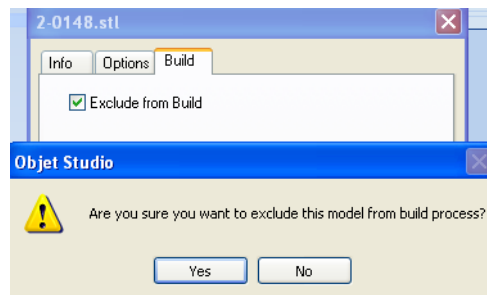 2-0148.stl
Info Options Build
Exclude from Build
Objet Studio
Are you sure you want to exclude this model from build process?
Yes No